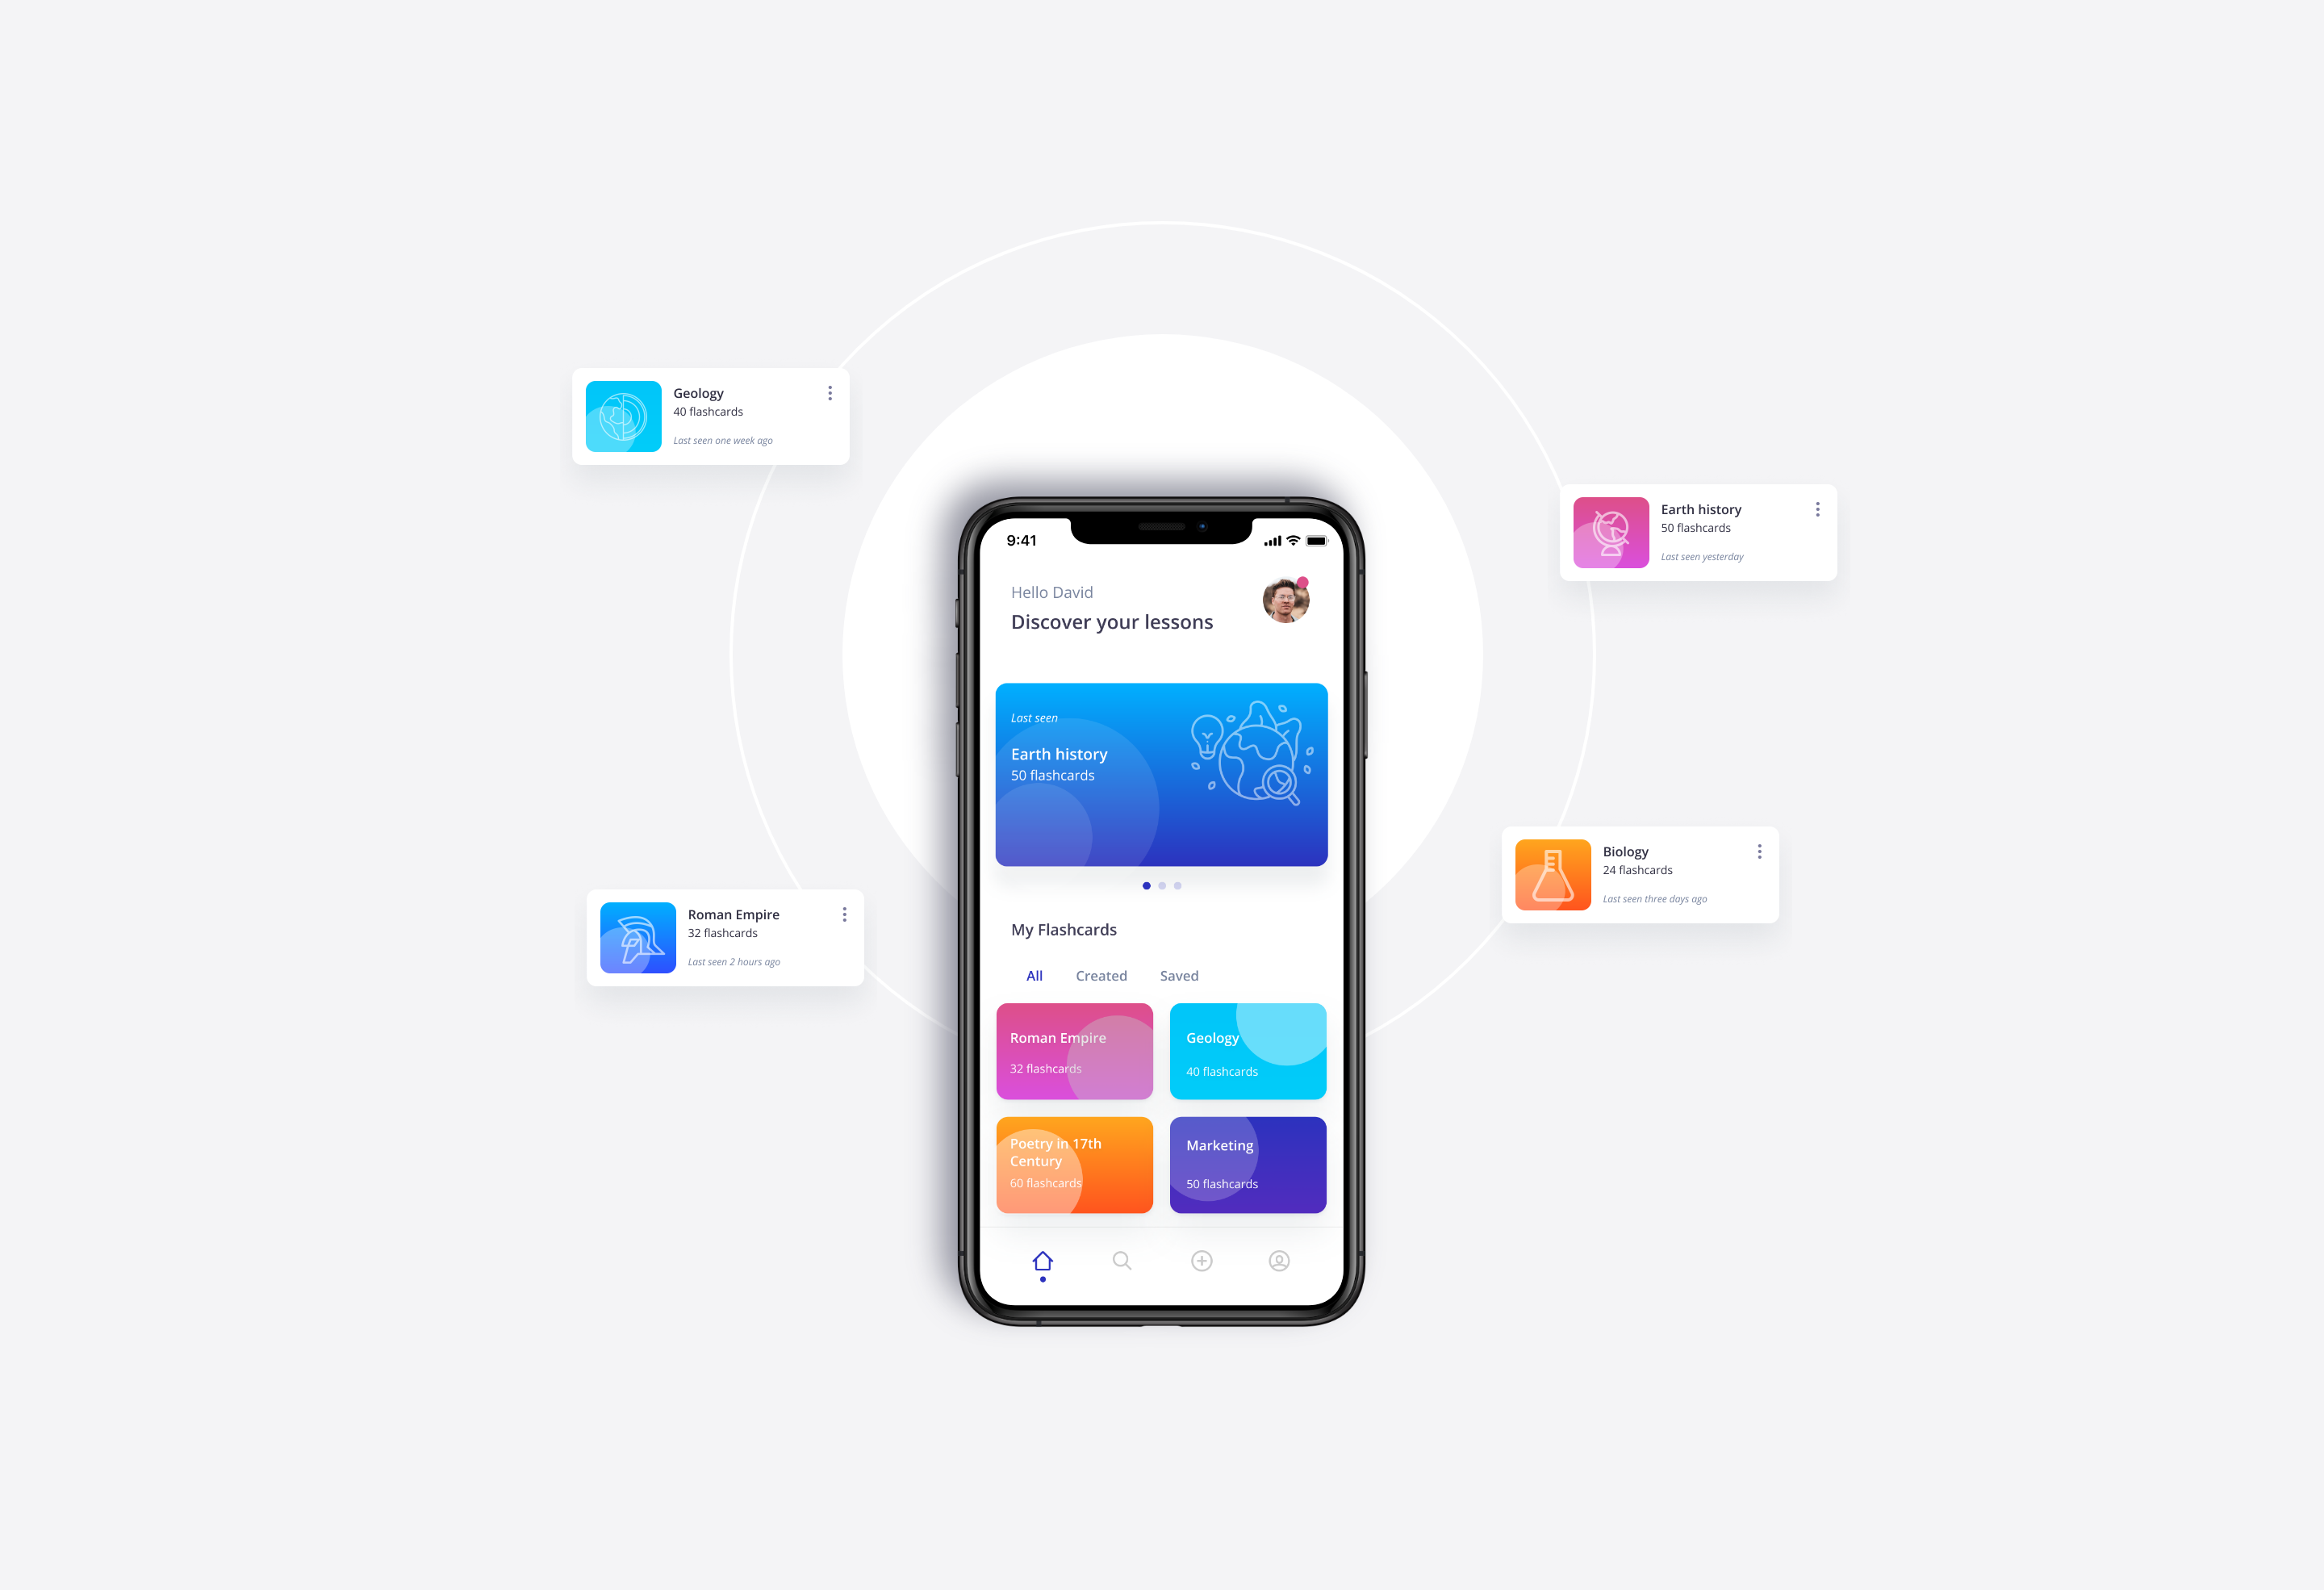 Geology
40 flashcards
Last seen one week ago
Earth history
50 flashcards
Last seen yesterday
9:41
Hello David
Discover your lessons
Last seen
Earth history
50 flashcards
Biology
24 flashcards
Last seen three days ago
Roman Empire
32 flashcards
Last seen 2 hours ago
My Flashcards
All Created Saved
Roman Empire
32 flashcards
Geology
40 flashcards
Poetry in 17th
Century
60 flashcards
Marketing
50 flashcards